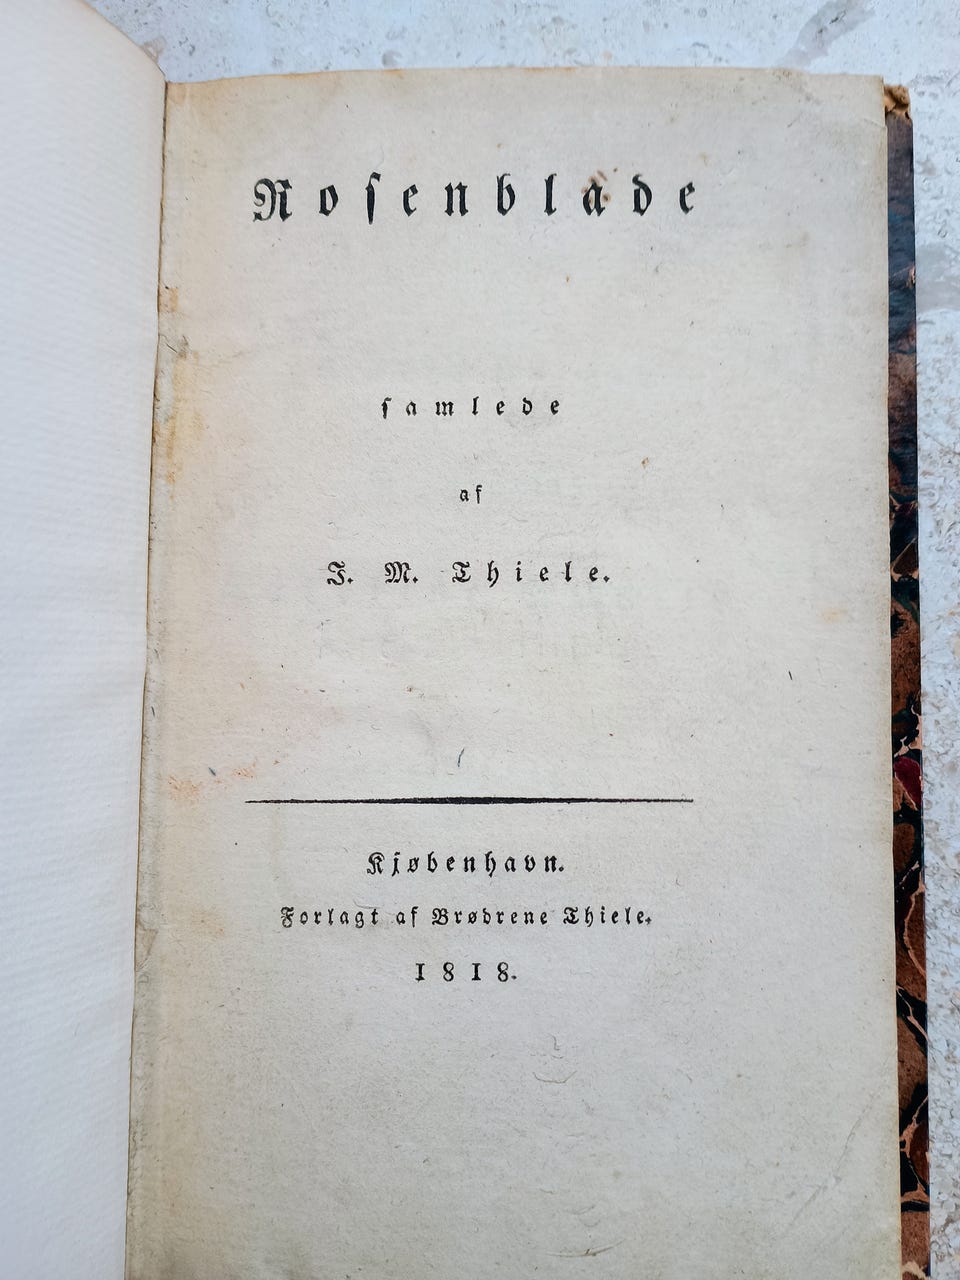 Rosenblade
samlede
af
J. M. Thiele.
Kjøbenhavn.
Forlagt af Brødrene Thiele.
1818.